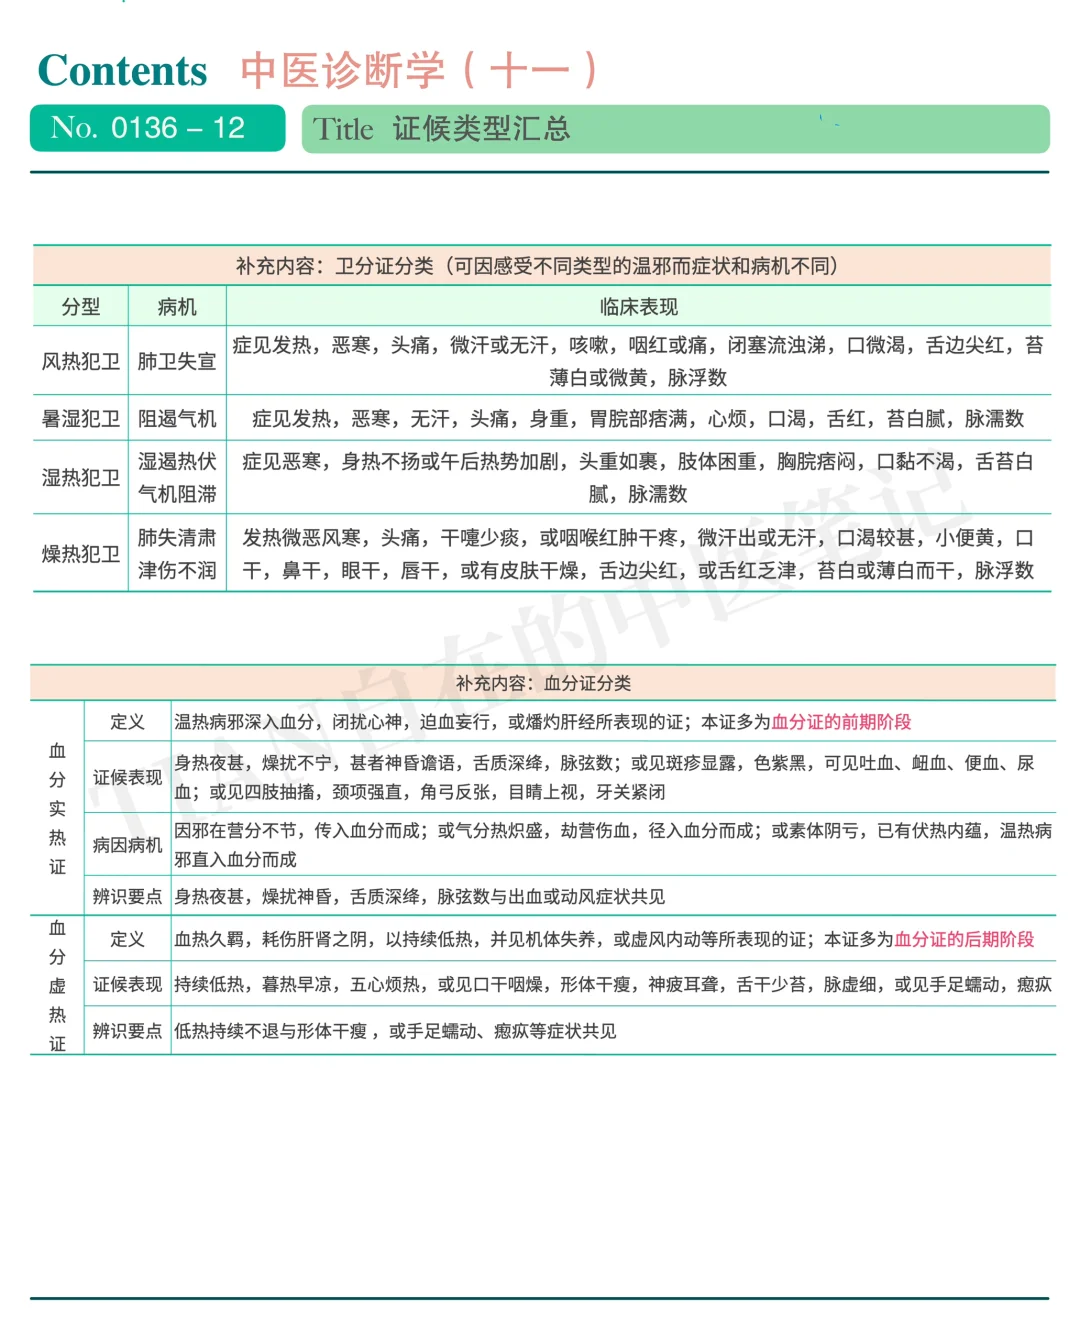 Contents 中医诊断学（十一）
No. 0136 – 12
Title 证候类型汇总
补充内容：卫分证分类（可因感受不同类型的温邪而症状和病机不同）
分型 病机 临床表现
风热犯卫 肺卫失宣 症见发热，恶寒，头痛，微汗或无汗，咳嗽，咽红或痛，闭塞流浊涕，口微渴，舌边尖红，苔
薄白或微黄，脉浮数
暑湿犯卫 阻遏气机 症见发热，恶寒，无汗，头痛，身重，胃脘部痞满，心烦，口渴，舌红，苔白腻，脉濡数
湿热犯卫 湿遏热伏
气机阻滞
症见恶寒，身热不扬或午后热势加剧，头重如裹，肢体困重，胸脘痞闷，口黏不渴，舌苔白
腻，脉濡数
燥热犯卫 肺失清肃
津伤不润
发热微恶风寒，头痛，干嚏少痰，或咽喉红肿干疼，微汗出或无汗，口渴较甚，小便黄，口
干，鼻干，眼干，唇干，或有皮肤干燥，舌边尖红，或舌红乏津，苔白或薄白而干，脉浮数
补充内容：血分证分类
血分实热证
定义 温热病邪深入血分，闭扰心神，迫血妄行，或燔灼肝经所表现的证；本证多为血分证的前期阶段
证候表现 身热夜甚，燥扰不宁，甚者神昏谵语，舌质深绛，脉弦数；或见斑疹显露，色紫黑，可见吐血、衄血、便血、尿
血；或见四肢抽搐，颈项强直，角弓反张，目睛上视，牙关紧闭
病因病机 因邪在营分不节，传入血分而成；或气分热炽盛，劫营伤血，径入血分而成；或素体阴亏，已有伏热内蕴，温热病
邪直入血分而成
辨识要点 身热夜甚，燥扰神昏，舌质深绛，脉弦数与出血或动风症状共见
血分虚热证
定义 血热久羁，耗伤肝肾之阴，以持续低热，并见机体失养，或虚风内动等所表现的证；本证多为血分证的后期阶段
证候表现 持续低热，暮热早凉，五心烦热，或见口干咽燥，形体干瘦，神疲耳聋，舌干少苔，脉虚细，或见手足蠕动，瘛疭
辨识要点 低热持续不退与形体干瘦，或手足蠕动、瘛疭等症状共见
TIAN自在的中医笔记